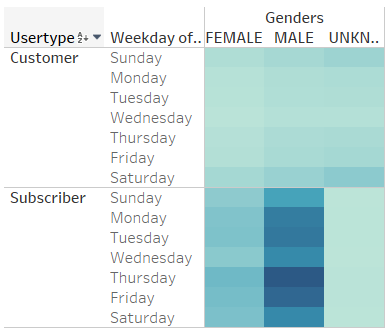 Genders
Usertype Weekday of.. FEMALE MALE UNKN..
Customer Sunday
Monday
Tuesday
Wednesday
Thursday
Friday
Saturday
Subscriber Sunday
Monday
Tuesday
Wednesday
Thursday
Friday
Saturday